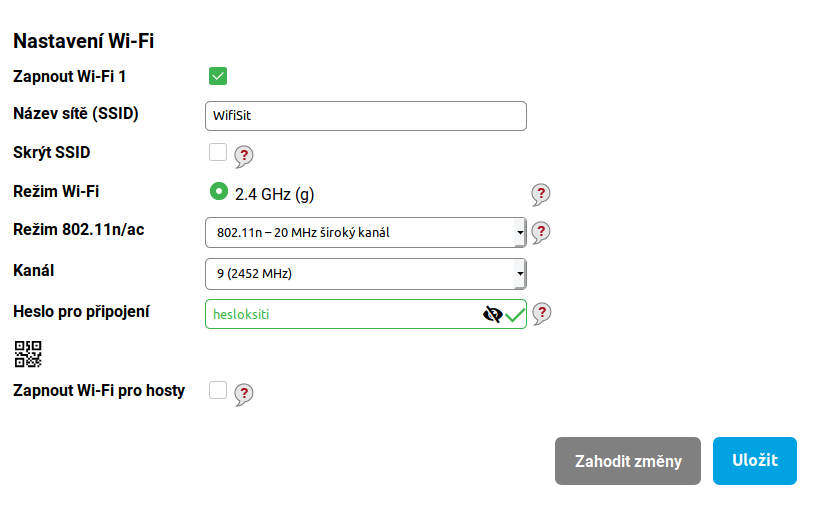 Nastavení Wi-Fi
Zapnout Wi-Fi 1
Název sítě (SSID) WifiSit
Skrýt SSID ?
Režim Wi-Fi 2.4 GHz (g) ?
Režim 802.11n/ac 802.11n – 20 MHz široký kanál ?
Kanál 9 (2452 MHz)
Heslo pro připojení hesloksiti ?
Zapnout Wi-Fi pro hosty ?
Zahodit změny Uložit